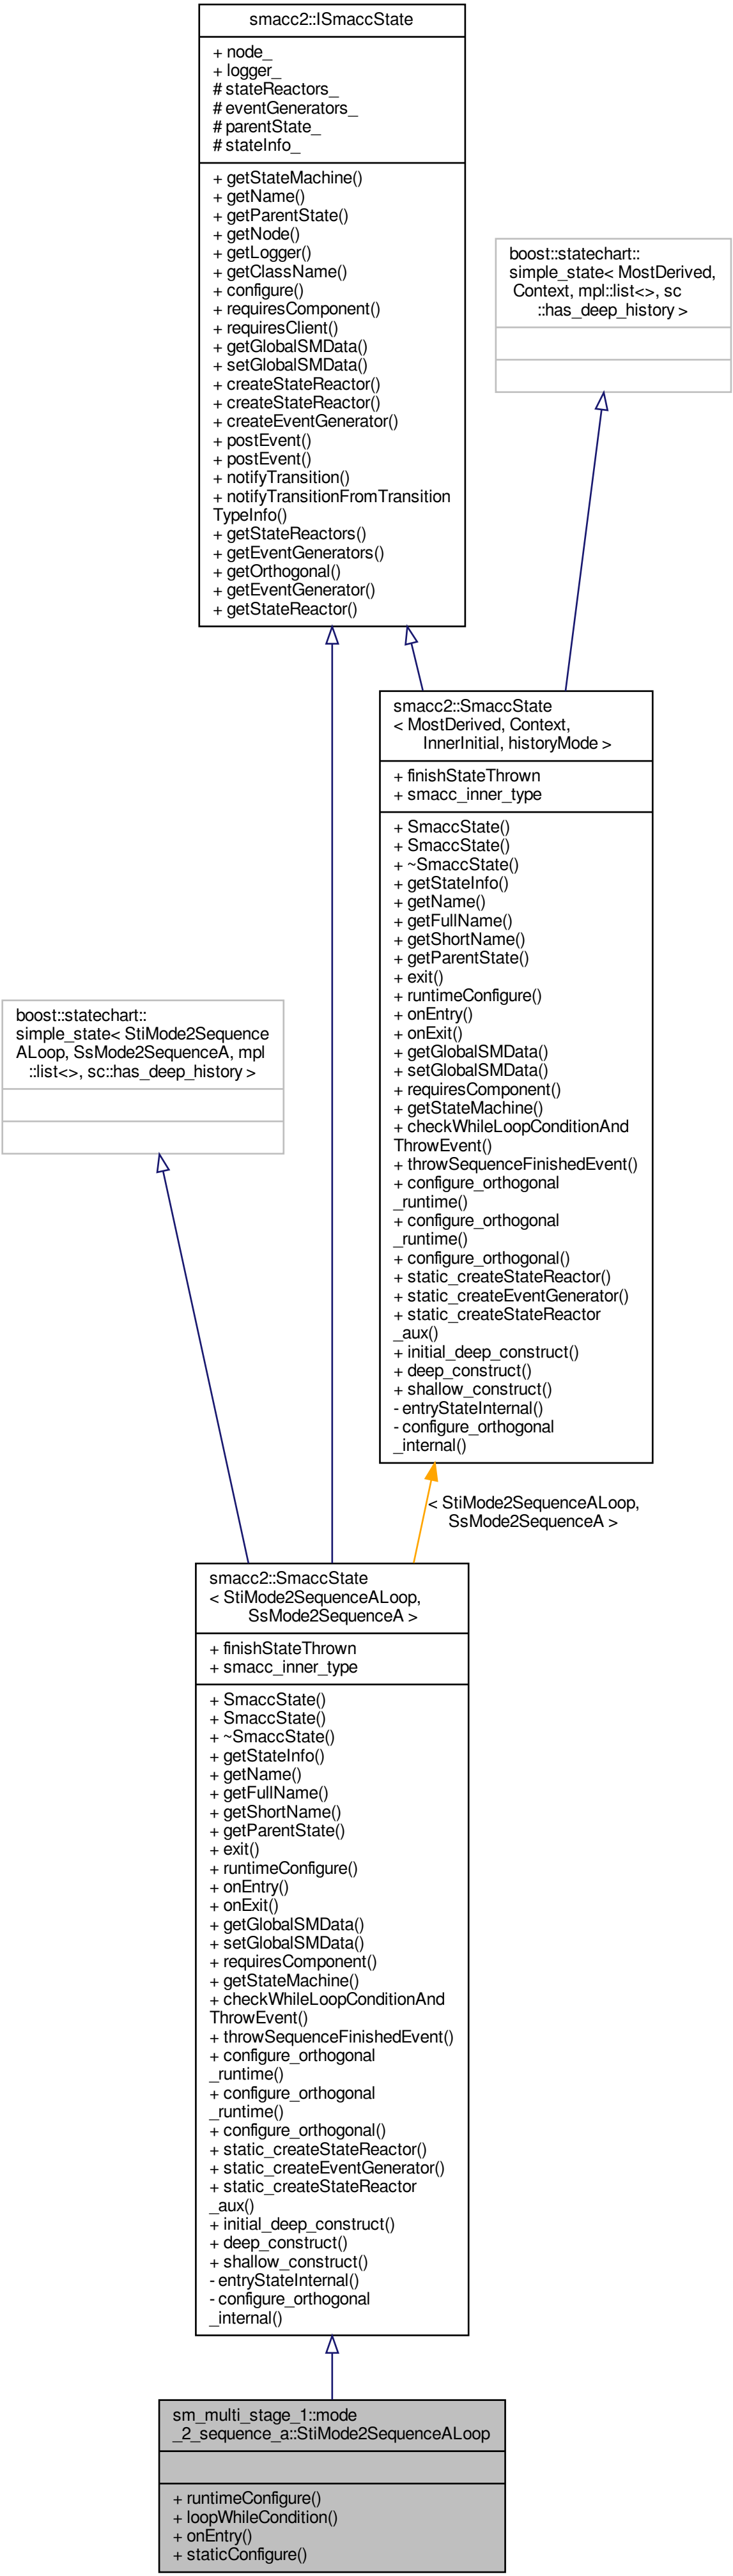 smacc2::ISmaccState
+ node_
+ logger_
# stateReactors_
# eventGenerators_
# parentState_
# stateInfo_
+ getStateMachine()
+ getName()
+ getParentState()
+ getNode()
+ getLogger()
+ getClassName()
+ configure()
+ requiresComponent()
+ requiresClient()
+ getGlobalSMData()
+ setGlobalSMData()
+ createStateReactor()
+ createStateReactor()
+ createEventGenerator()
+ postEvent()
+ postEvent()
+ notifyTransition()
+ notifyTransitionFromTransition
TypeInfo()
+ getStateReactors()
+ getEventGenerators()
+ getOrthogonal()
+ getEventGenerator()
+ getStateReactor()
boost::statechart::
simple_state< MostDerived,
Context, mpl::list<>, sc
::has_deep_history >
smacc2::SmaccState
< MostDerived, Context,
InnerInitial, historyMode >
+ finishStateThrown
+ smacc_inner_type
+ SmaccState()
+ SmaccState()
+ ~SmaccState()
+ getStateInfo()
+ getName()
+ getFullName()
+ getShortName()
+ getParentState()
+ exit()
+ runtimeConfigure()
+ onEntry()
+ onExit()
+ getGlobalSMData()
+ setGlobalSMData()
+ requiresComponent()
+ getStateMachine()
+ checkWhileLoopConditionAnd
ThrowEvent()
+ throwSequenceFinishedEvent()
+ configure_orthogonal
_runtime()
+ configure_orthogonal
_runtime()
+ configure_orthogonal()
+ static_createStateReactor()
+ static_createEventGenerator()
+ static_createStateReactor
_aux()
+ initial_deep_construct()
+ deep_construct()
+ shallow_construct()
- entryStateInternal()
- configure_orthogonal
_internal()
boost::statechart::
simple_state< StiMode2Sequence
ALoop, SsMode2SequenceA, mpl
::list<>, sc::has_deep_history >
< StiMode2SequenceALoop,
SsMode2SequenceA >
smacc2::SmaccState
< StiMode2SequenceALoop,
SsMode2SequenceA >
+ finishStateThrown
+ smacc_inner_type
+ SmaccState()
+ SmaccState()
+ ~SmaccState()
+ getStateInfo()
+ getName()
+ getFullName()
+ getShortName()
+ getParentState()
+ exit()
+ runtimeConfigure()
+ onEntry()
+ onExit()
+ getGlobalSMData()
+ setGlobalSMData()
+ requiresComponent()
+ getStateMachine()
+ checkWhileLoopConditionAnd
ThrowEvent()
+ throwSequenceFinishedEvent()
+ configure_orthogonal
_runtime()
+ configure_orthogonal
_runtime()
+ configure_orthogonal()
+ static_createStateReactor()
+ static_createEventGenerator()
+ static_createStateReactor
_aux()
+ initial_deep_construct()
+ deep_construct()
+ shallow_construct()
- entryStateInternal()
- configure_orthogonal
_internal()
sm_multi_stage_1::mode
_2_sequence_a::StiMode2SequenceALoop
+ runtimeConfigure()
+ loopWhileCondition()
+ onEntry()
+ staticConfigure()